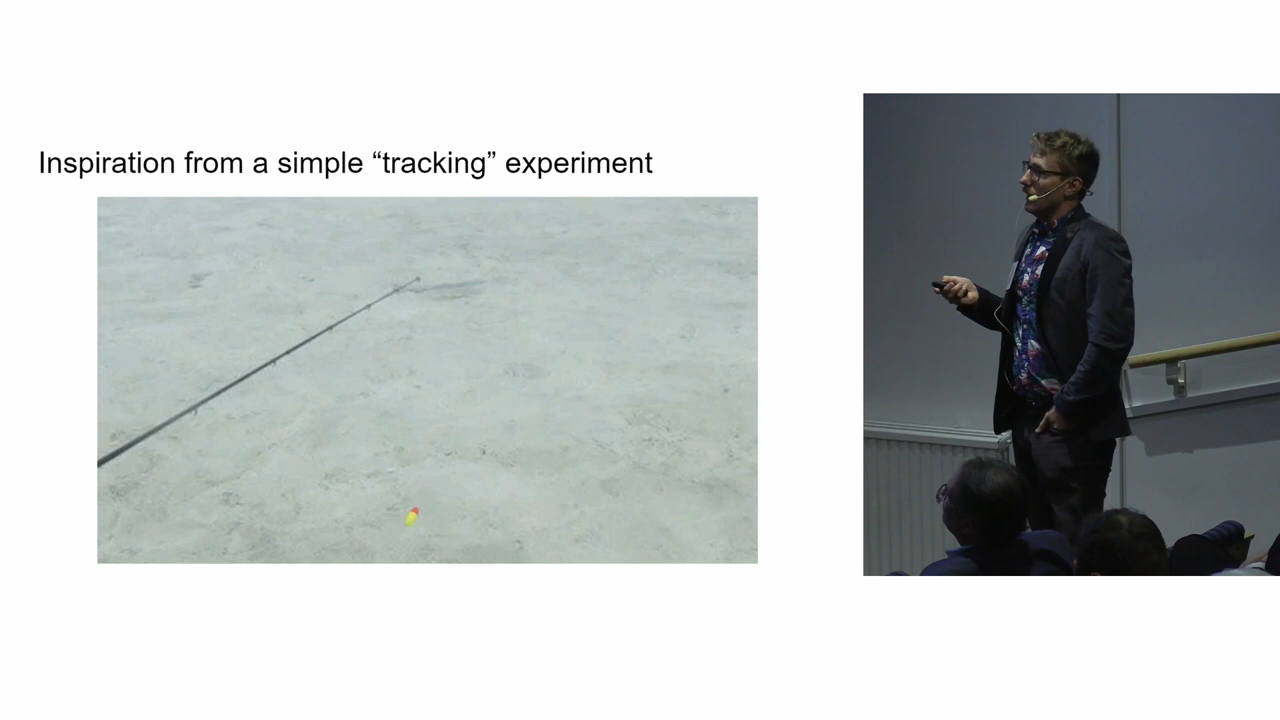 Inspiration from a simple “tracking” experiment